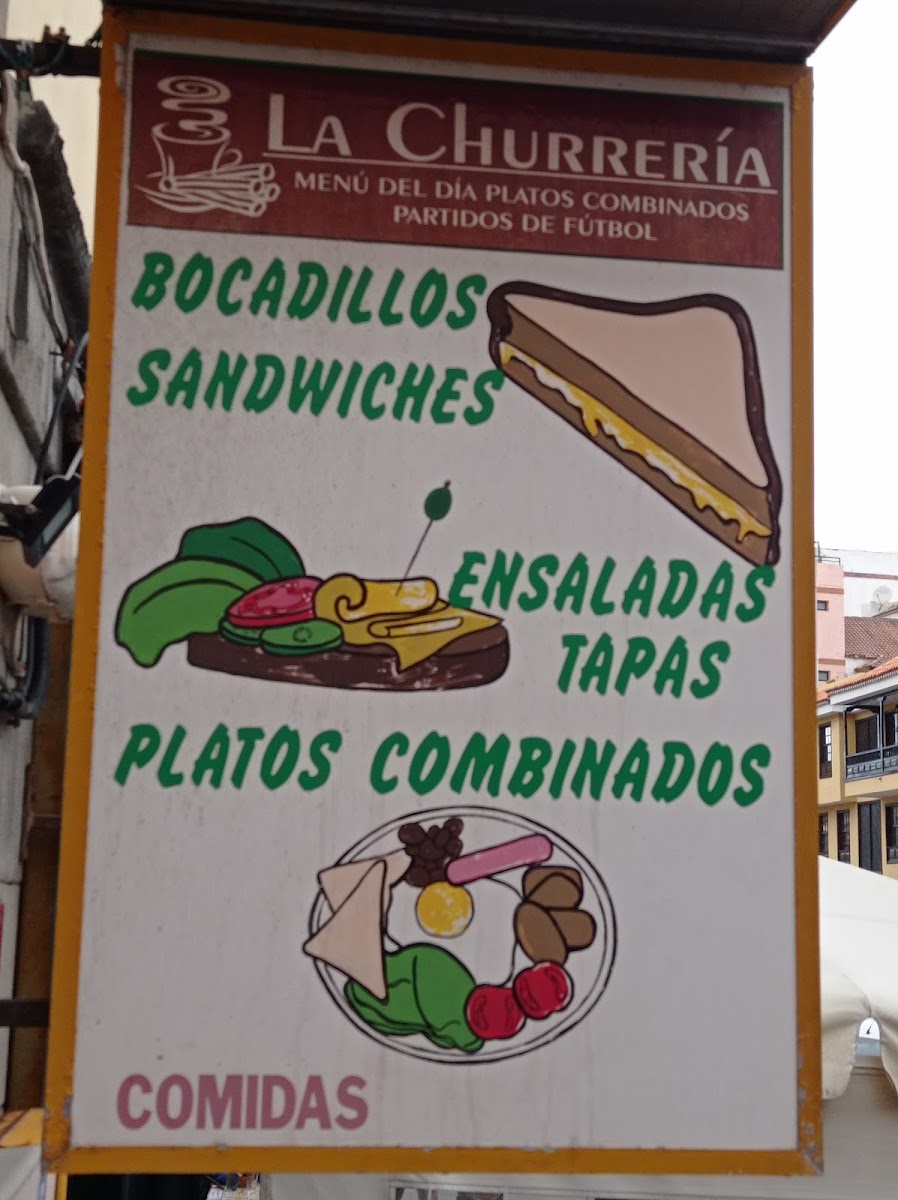 LA CHURRERÍA
MENÚ DEL DÍA PLATOS COMBINADOS
PARTIDOS DE FÚTBOL
BOCADILLOS
SANDWICHES
ENSALADAS
TAPAS
PLATOS COMBINADOS
COMIDAS